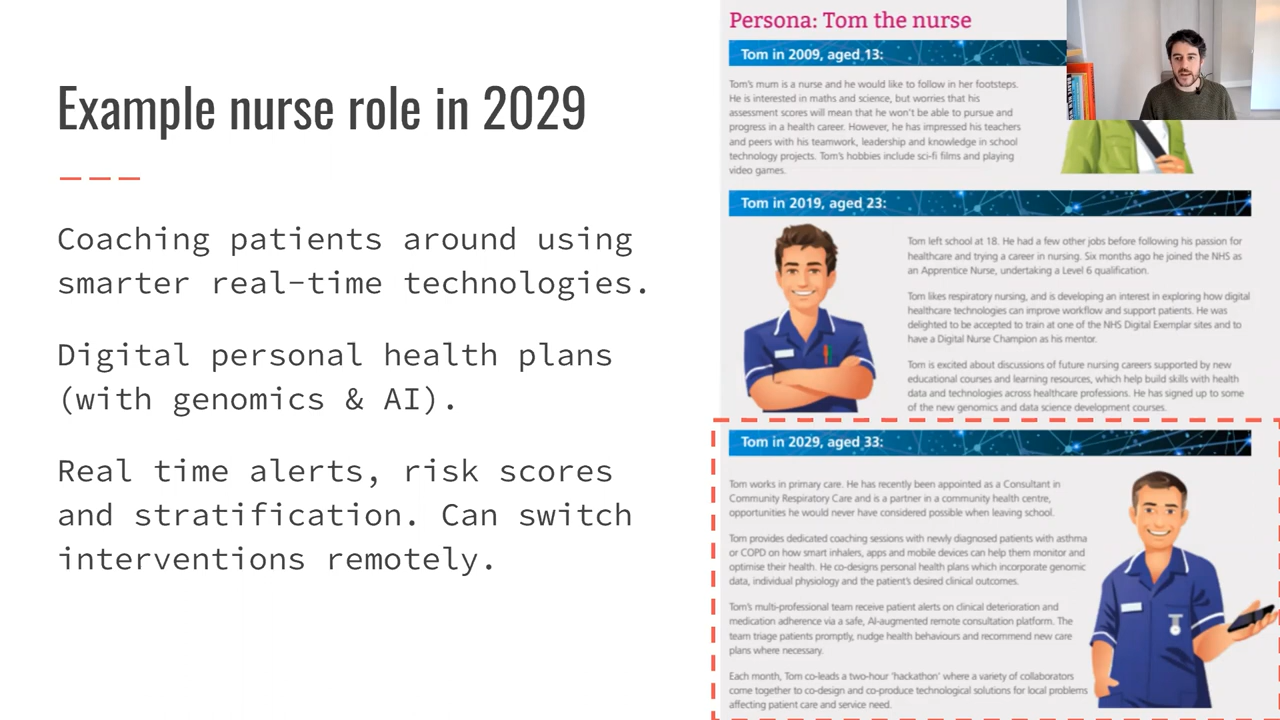 Example nurse role in 2029
Coaching patients around using
smarter real-time technologies.
Digital personal health plans
(with genomics & AI).
Real time alerts, risk scores
and stratification. Can switch
interventions remotely.
Persona: Tom the nurse
Tom in 2009, aged 13:
Tom's mum is a nurse and he would like to follow in her footsteps.
He is interested in maths and science, but worries that his
assessment scores will mean that he won't be able to pursue and
progress in a health career. However, he has impressed his teachers
and peers with his teamwork, leadership and knowledge in school
technology projects. Tom's hobbies include sci-fi films and playing
video games.
Tom in 2019, aged 23:
Tom left school at 18. He had a few other jobs before following his passion for
healthcare and trying a career in nursing. Six months ago he joined the NHS as
an Apprentice Nurse, undertaking a Level 6 qualification.
Tom likes respiratory nursing, and is developing an interest in exploring how digital
healthcare technologies can improve workflow and support patients. He was
delighted to be accepted to train at one of the NHS Digital Exemplar sites and to
have a Digital Nurse Champion as his mentor.
Tom is excited about discussions of future nursing careers supported by new
educational courses and learning resources, which help build skills with health
data and technologies across healthcare professions. He has signed up to some
of the new genomics and data science development courses.
Tom in 2029, aged 33:
Tom works in primary care. He has recently been appointed as a Consultant in
Community Respiratory Care and is a partner in a community health centre,
opportunities he would never have considered possible when leaving school.
Tom provides dedicated coaching sessions with newly diagnosed patients with asthma
or COPD on how smart inhalers, apps and mobile devices can help them monitor and
optimise their health. He co-designs personal health plans which incorporate genomic
data, individual physiology and the patient's desired clinical outcomes.
Tom's multi-professional team receive patient alerts on clinical deterioration and
medication adherence via a safe, AI-augmented remote consultation platform. The
team triage patients promptly, nudge health behaviours and recommend new care
plans where necessary.
Each month, Tom co-leads a two-hour 'hackathon' where a variety of collaborators
come together to co-design and co-produce technological solutions for local problems
affecting patient care and service need.